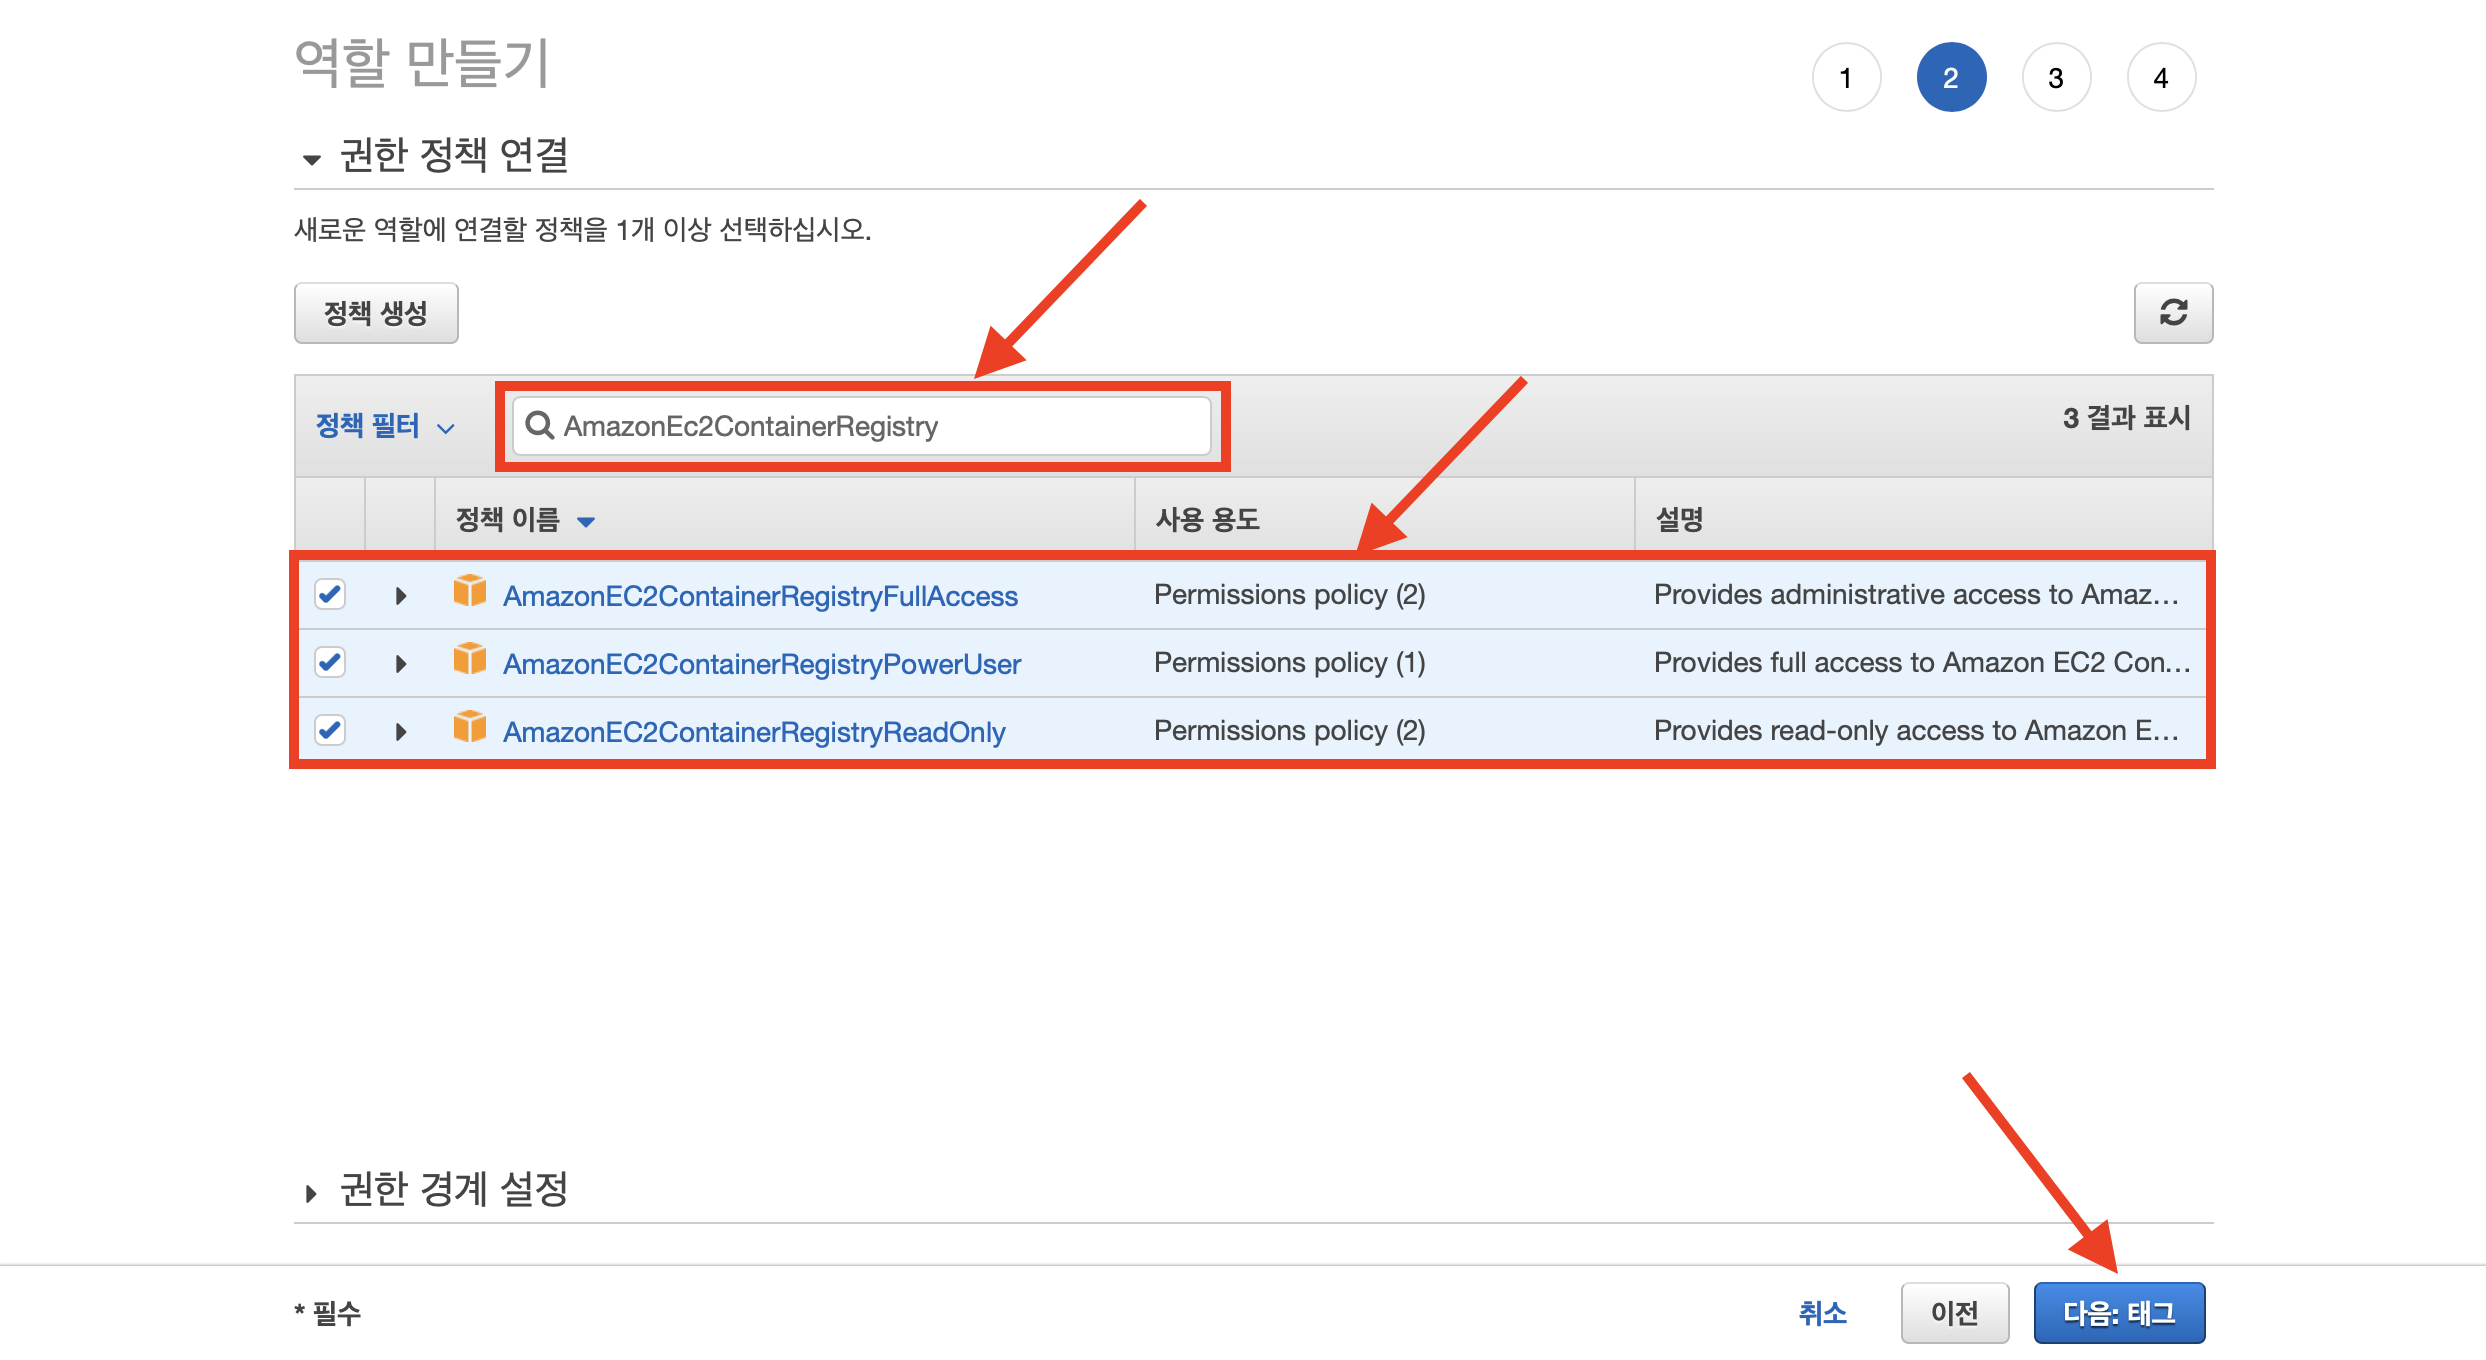 역할 만들기
1 2 3 4
권한 정책 연결
새로운 역할에 연결할 정책을 1개 이상 선택하십시오.
정책 생성
정책 필터 AmazonEc2ContainerRegistry 3 결과 표시
정책 이름 사용 용도 설명
AmazonEC2ContainerRegistryFullAccess Permissions policy (2) Provides administrative access to Amaz...
AmazonEC2ContainerRegistryPowerUser Permissions policy (1) Provides full access to Amazon EC2 Con...
AmazonEC2ContainerRegistryReadOnly Permissions policy (2) Provides read-only access to Amazon E...
권한 경계 설정
* 필수 취소 이전 다음: 태그